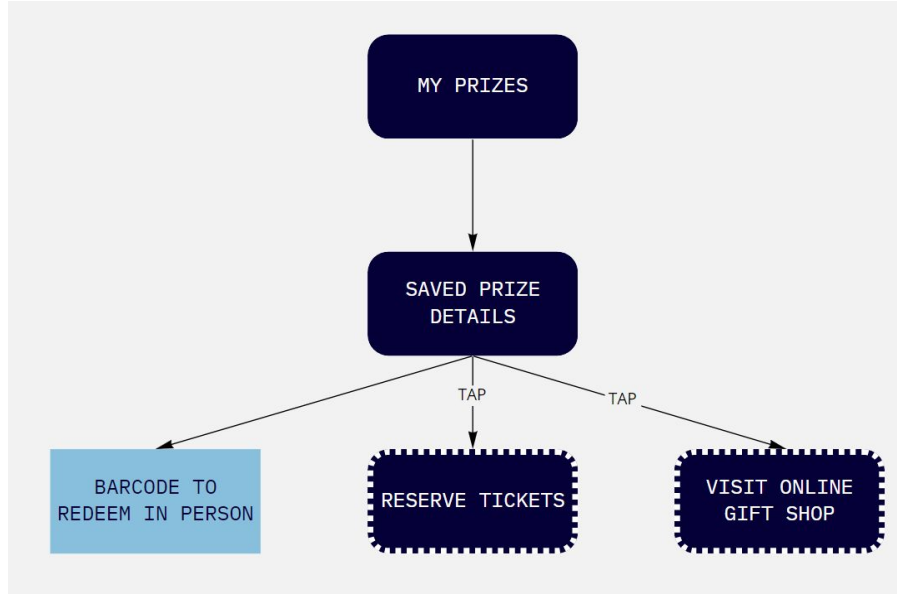 MY PRIZES
SAVED PRIZE
DETAILS
TAP
TAP
BARCODE TO
REDEEM IN PERSON
RESERVE TICKETS
VISIT ONLINE
GIFT SHOP